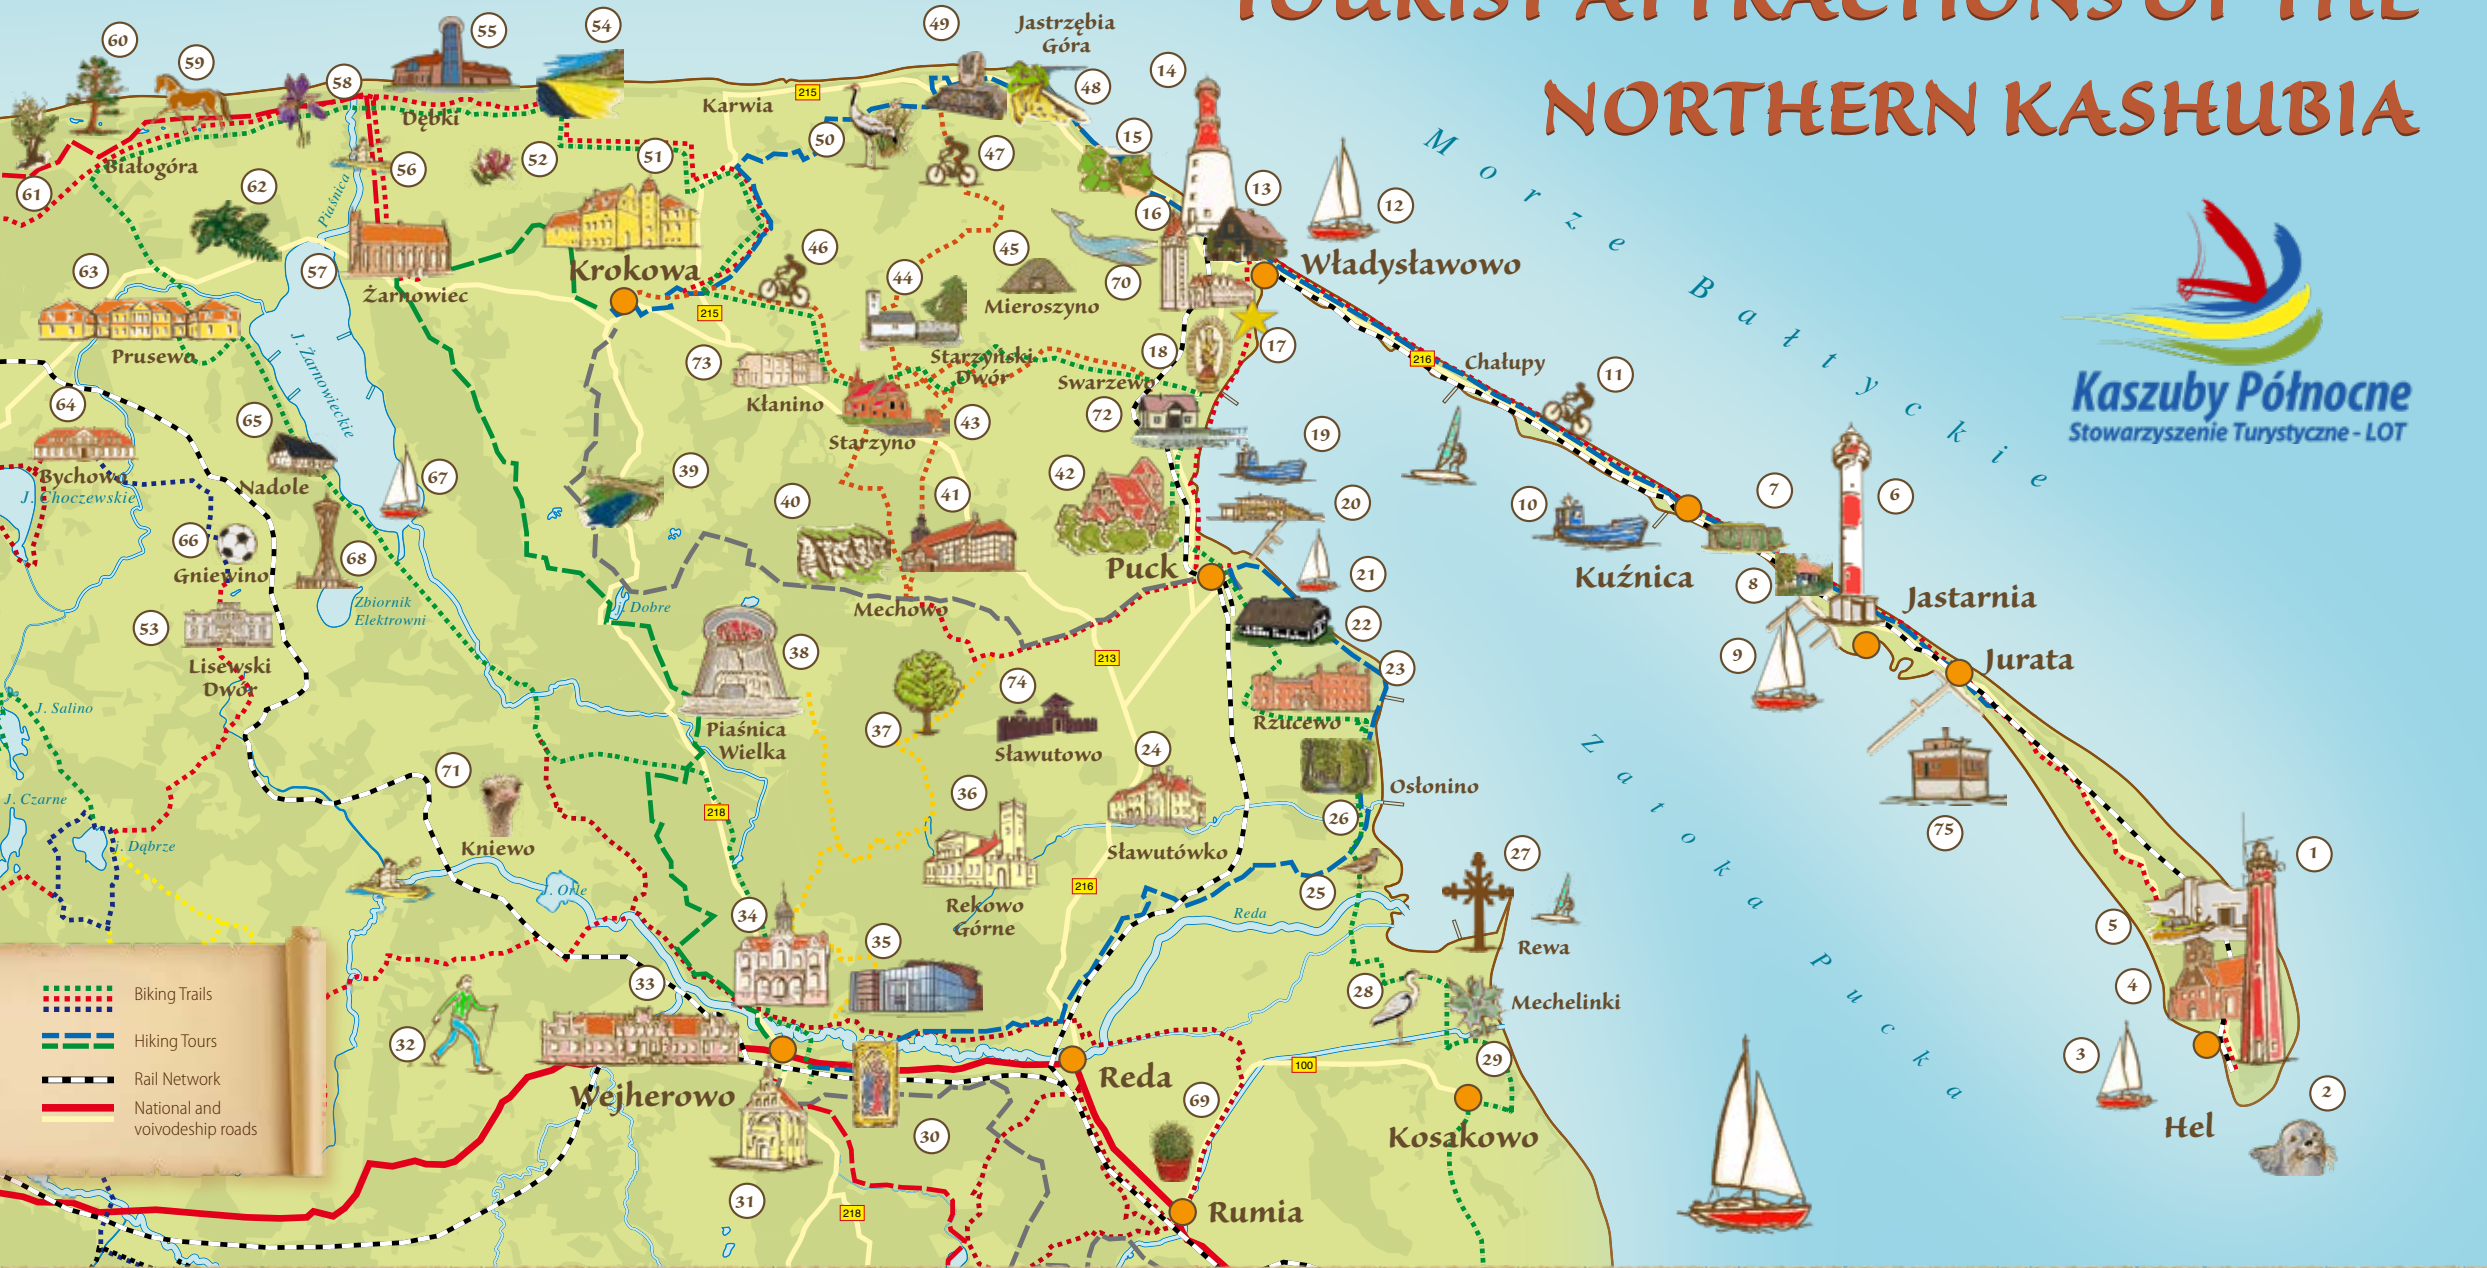 TOURIST ATTRACTIONS OF THE
NORTHERN KASHUBIA
Morze Bałtyckie
Zatoka Pucka
Kaszuby Północne
Stowarzyszenie Turystyczne - LOT
60
59
55
54
49
Jastrzębia
Góra
14
58
Dębki
Karwia
215
48
50
15
47
Białogóra
61
62
Piaśnica
56
52
51
16
13
12
63
57
Żarnowiec
Krokowa
46
45
44
Mieroszyno
70
Władysławowo
215
Prusewo
J. Żarnowieckie
73
Kłanino
Starzyński
Dwór
18
17
Swarzewo
216
Chałupy
11
64
Bychowo
J. Choczewskie
65
Nadole
67
Starzyno
43
72
19
39
40
41
42
20
10
7
6
66
Gniewino
68
Zbiornik
Elektrowni
J. Dobre
Mechowo
Puck
21
Kuźnica
8
Jastarnia
53
Lisewski
Dwór
38
213
22
9
Jurata
J. Salino
Piaśnica
Wielka
37
74
Sławutowo
23
Rzucewo
24
71
Kniewo
J. Czarne
J. Dąbrze
218
36
Sławutówko
Osłonino
26
75
J. Orle
216
Rekowo
Górne
25
Reda
27
Rewa
1
5
34
35
33
28
Mechelinki
4
Biking Trails
Hiking Tours
Rail Network
National and
voivodeship roads
32
Wejherowo
Reda
100
29
3
2
69
Kosakowo
Hel
30
31
218
Rumia